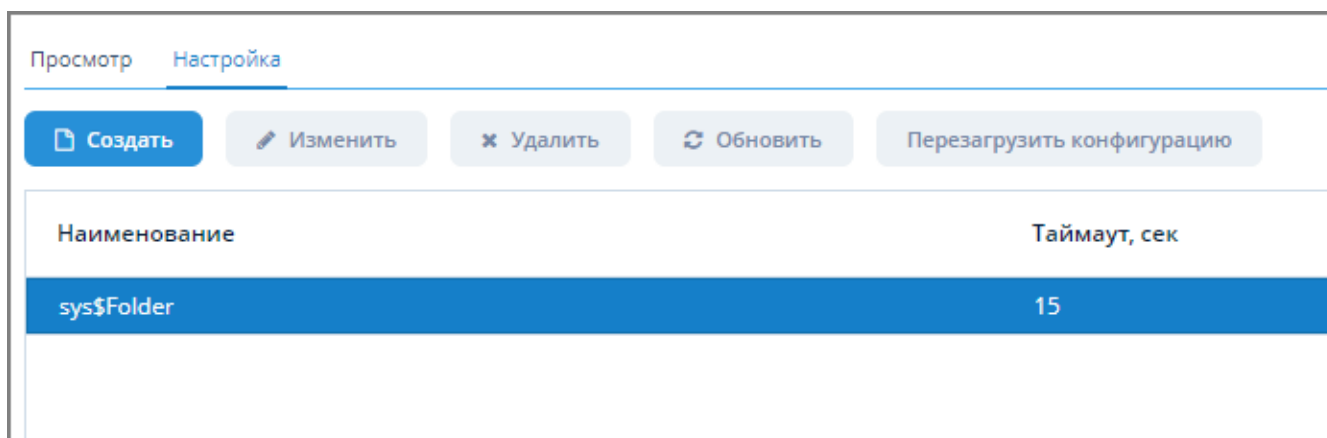 Просмотр Настройка
Создать Изменить Удалить Обновить Перезагрузить конфигурацию
Наименование Таймаут, сек
sys$Folder 15